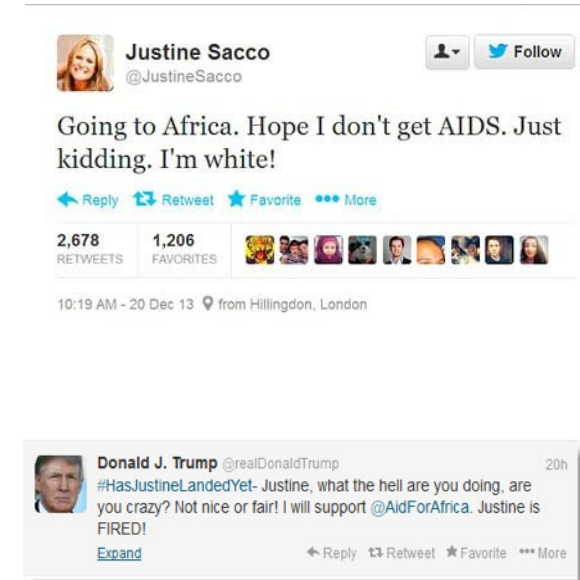 Justine Sacco
@JustineSacco
Follow
Going to Africa. Hope I don't get AIDS. Just
kidding. I'm white!
Reply Retweet Favorite More
2,678 1,206
RETWEETS FAVORITES
10:19 AM - 20 Dec 13 from Hillingdon, London
Donald J. Trump @realDonaldTrump 20h
#HasJustineLandedYet- Justine, what the hell are you doing, are
you crazy? Not nice or fair! I will support @AidForAfrica. Justine is
FIRED!
Expand Reply Retweet Favorite More